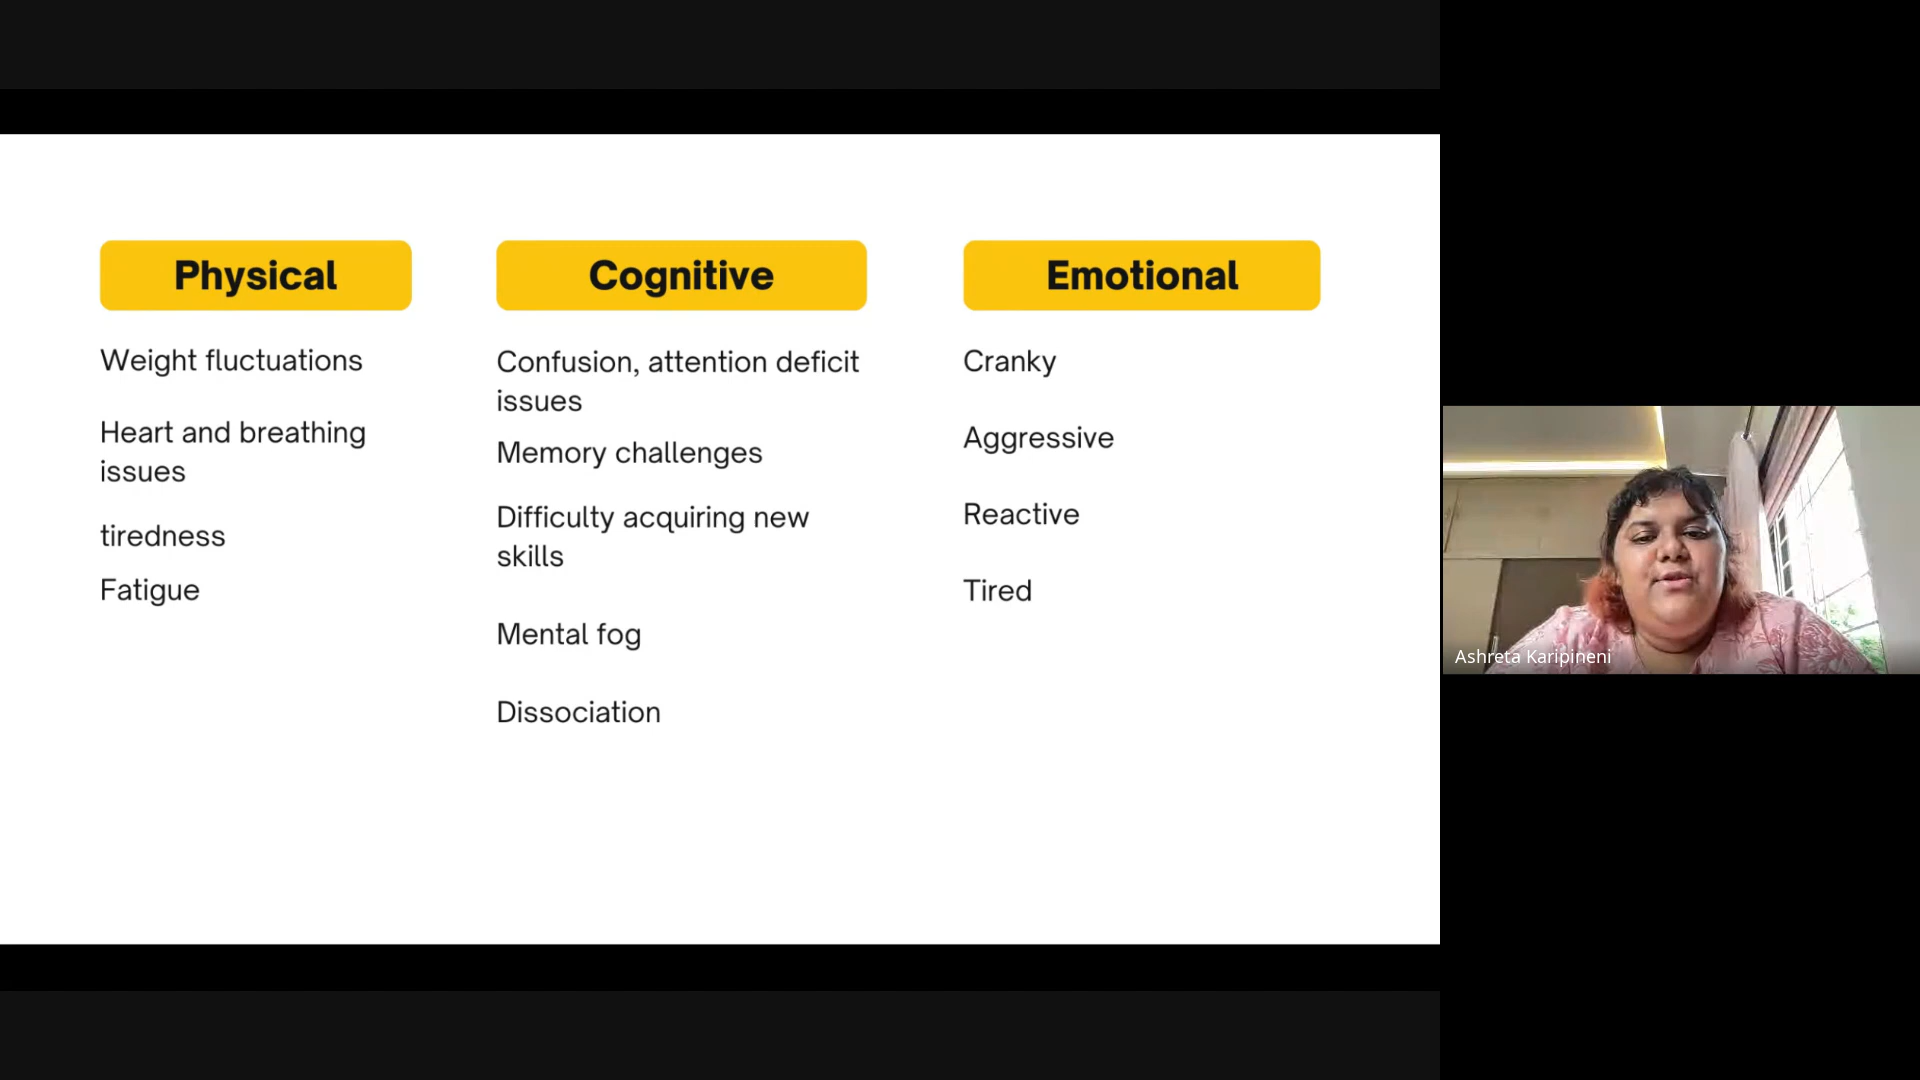 Physical
Weight fluctuations
Heart and breathing
issues
tiredness
Fatigue
Cognitive
Confusion, attention deficit
issues
Memory challenges
Difficulty acquiring new
skills
Mental fog
Dissociation
Emotional
Cranky
Aggressive
Reactive
Tired
Ashreta Karipineni